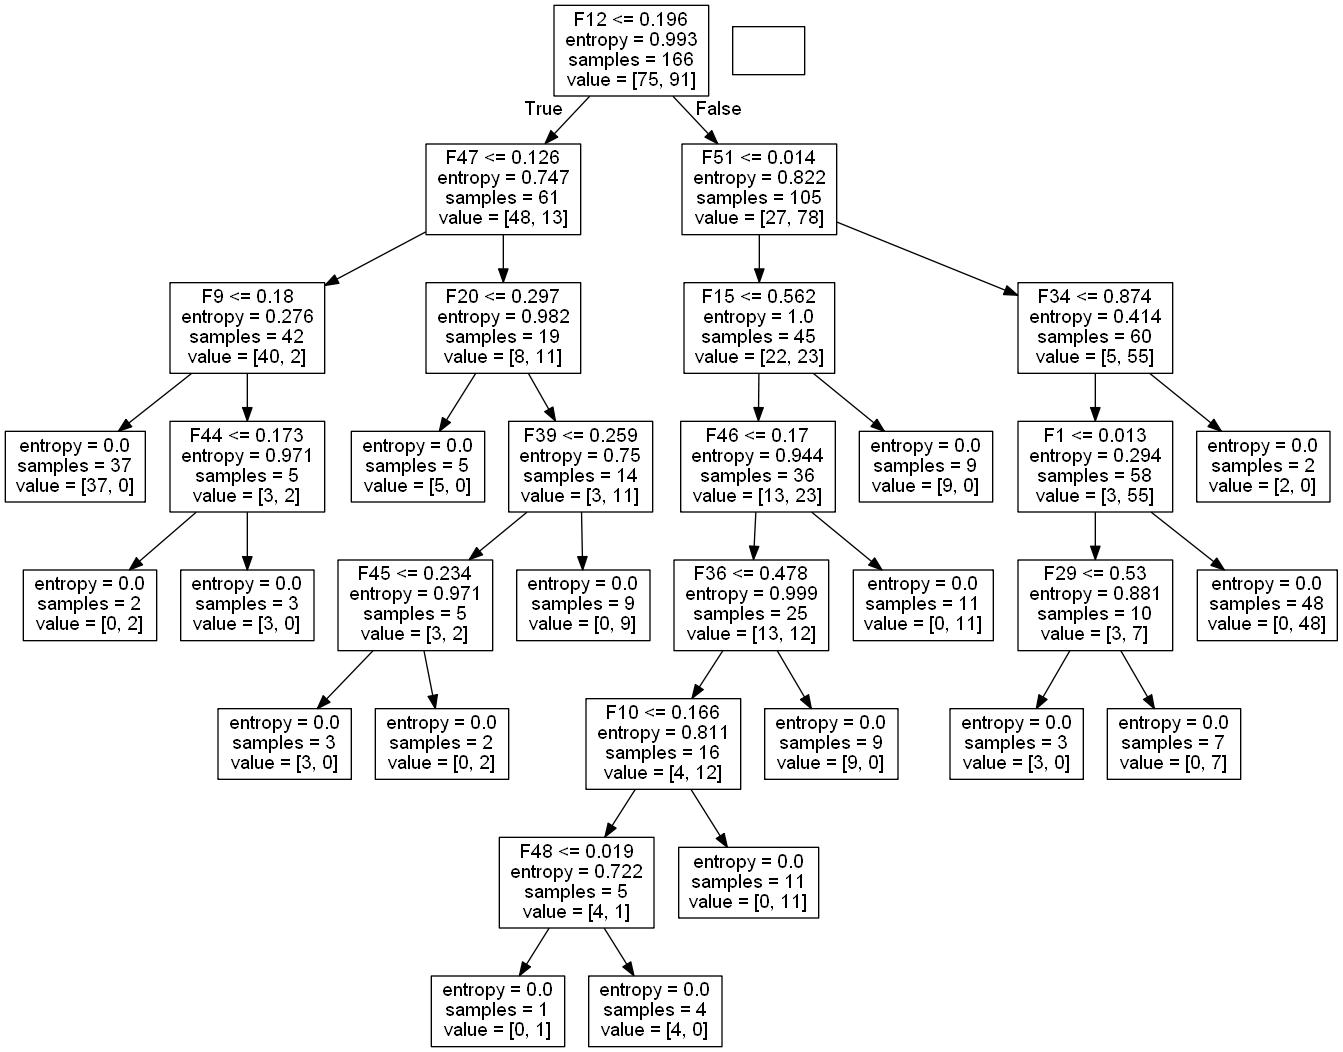 F12 <= 0.196
entropy = 0.993
samples = 166
value = [75, 91]
True
False
F47 <= 0.126
entropy = 0.747
samples = 61
value = [48, 13]
F51 <= 0.014
entropy = 0.822
samples = 105
value = [27, 78]
F9 <= 0.18
entropy = 0.276
samples = 42
value = [40, 2]
F20 <= 0.297
entropy = 0.982
samples = 19
value = [8, 11]
F15 <= 0.562
entropy = 1.0
samples = 45
value = [22, 23]
F34 <= 0.874
entropy = 0.414
samples = 60
value = [5, 55]
entropy = 0.0
samples = 37
value = [37, 0]
F44 <= 0.173
entropy = 0.971
samples = 5
value = [3, 2]
entropy = 0.0
samples = 5
value = [5, 0]
F39 <= 0.259
entropy = 0.75
samples = 14
value = [3, 11]
F46 <= 0.17
entropy = 0.944
samples = 36
value = [13, 23]
entropy = 0.0
samples = 9
value = [9, 0]
F1 <= 0.013
entropy = 0.294
samples = 58
value = [3, 55]
entropy = 0.0
samples = 2
value = [2, 0]
entropy = 0.0
samples = 2
value = [0, 2]
entropy = 0.0
samples = 3
value = [3, 0]
F45 <= 0.234
entropy = 0.971
samples = 5
value = [3, 2]
entropy = 0.0
samples = 9
value = [0, 9]
F36 <= 0.478
entropy = 0.999
samples = 25
value = [13, 12]
entropy = 0.0
samples = 11
value = [0, 11]
F29 <= 0.53
entropy = 0.881
samples = 10
value = [3, 7]
entropy = 0.0
samples = 48
value = [0, 48]
entropy = 0.0
samples = 3
value = [3, 0]
entropy = 0.0
samples = 2
value = [0, 2]
F10 <= 0.166
entropy = 0.811
samples = 16
value = [4, 12]
entropy = 0.0
samples = 9
value = [9, 0]
entropy = 0.0
samples = 3
value = [3, 0]
entropy = 0.0
samples = 7
value = [0, 7]
F48 <= 0.019
entropy = 0.722
samples = 5
value = [4, 1]
entropy = 0.0
samples = 11
value = [0, 11]
entropy = 0.0
samples = 1
value = [0, 1]
entropy = 0.0
samples = 4
value = [4, 0]